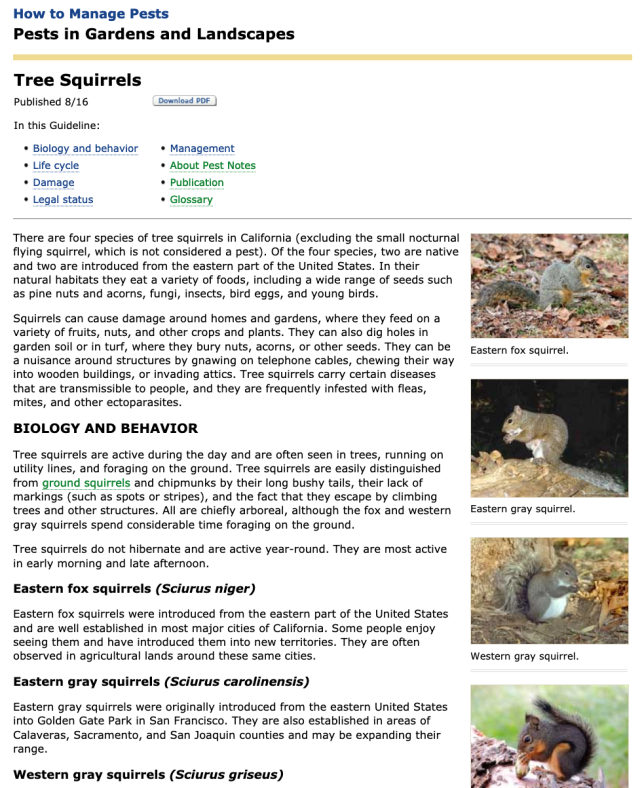 How to Manage Pests
Pests in Gardens and Landscapes
Tree Squirrels
Published 8/16
Download PDF
In this Guideline:
• Biology and behavior
• Life cycle
• Damage
• Legal status
• Management
• About Pest Notes
• Publication
• Glossary
There are four species of tree squirrels in California (excluding the small nocturnal
flying squirrel, which is not considered a pest). Of the four species, two are native
and two are introduced from the eastern part of the United States. In their
natural habitats they eat a variety of foods, including a wide range of seeds such
as pine nuts and acorns, fungi, insects, bird eggs, and young birds.
Squirrels can cause damage around homes and gardens, where they feed on a
variety of fruits, nuts, and other crops and plants. They can also dig holes in
garden soil or in turf, where they bury nuts, acorns, or other seeds. They can be
a nuisance around structures by gnawing on telephone cables, chewing their way
into wooden buildings, or invading attics. Tree squirrels carry certain diseases
that are transmissible to people, and they are frequently infested with fleas,
mites, and other ectoparasites.
BIOLOGY AND BEHAVIOR
Tree squirrels are active during the day and are often seen in trees, running on
utility lines, and foraging on the ground. Tree squirrels are easily distinguished
from ground squirrels and chipmunks by their long bushy tails, their lack of
markings (such as spots or stripes), and the fact that they escape by climbing
trees and other structures. All are chiefly arboreal, although the fox and western
gray squirrels spend considerable time foraging on the ground.
Tree squirrels do not hibernate and are active year-round. They are most active
in early morning and late afternoon.
Eastern fox squirrels (Sciurus niger)
Eastern fox squirrels were introduced from the eastern part of the United States
and are well established in most major cities of California. Some people enjoy
seeing them and have introduced them into new territories. They are often
observed in agricultural lands around these same cities.
Eastern gray squirrels (Sciurus carolinensis)
Eastern gray squirrels were originally introduced from the eastern United States
into Golden Gate Park in San Francisco. They are also established in areas of
Calaveras, Sacramento, and San Joaquin counties and may be expanding their
range.
Western gray squirrels (Sciurus griseus)
Eastern fox squirrel.
Eastern gray squirrel.
Western gray squirrel.